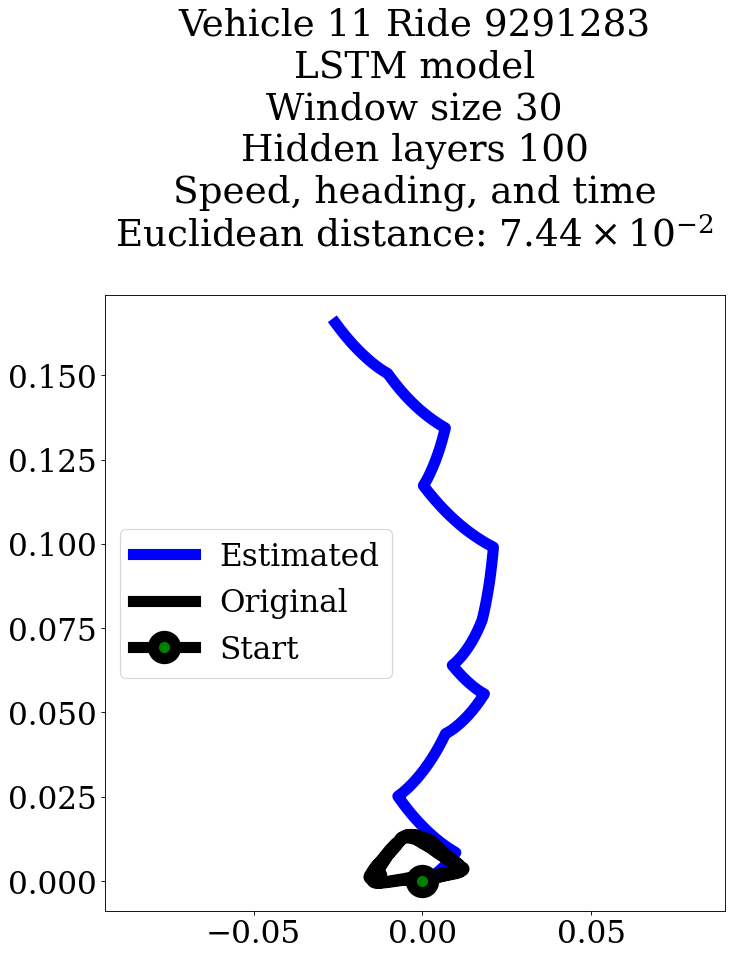 Vehicle 11 Ride 9291283
LSTM model
Window size 30
Hidden layers 100
Speed, heading, and time
Euclidean distance: 7.44 × 10⁻²
0.150
0.125
0.100
0.075
0.050
0.025
0.000
Estimated
Original
Start
−0.05 0.00 0.05